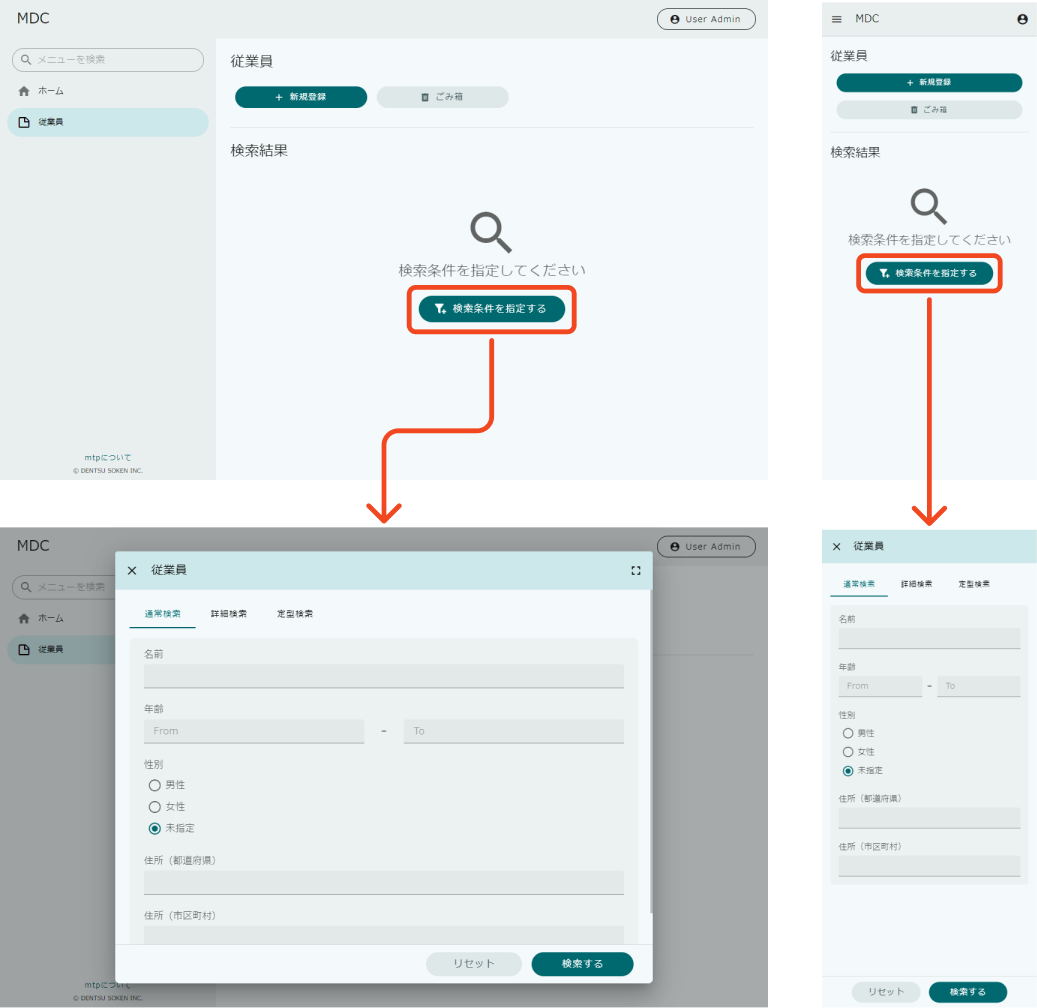 MDC
User Admin
メニューを検索
ホーム
従業員
従業員
新規登録
ごみ箱
検索結果
検索条件を指定してください
検索条件を指定する
mtpについて
© DENTSU SOKEN INC.
MDC
従業員
新規登録
ごみ箱
検索結果
検索条件を指定してください
検索条件を指定する
MDC
User Admin
メニューを検索
ホーム
従業員
mtpについて
© DENTSU SOKEN INC.
従業員
通常検索 詳細検索 定型検索
名前
年齢
From - To
性別
男性
女性
未指定
住所（都道府県）
住所（市区町村）
リセット 検索する
従業員
通常検索 詳細検索 定型検索
名前
年齢
From - To
性別
男性
女性
未指定
住所（都道府県）
住所（市区町村）
リセット 検索する